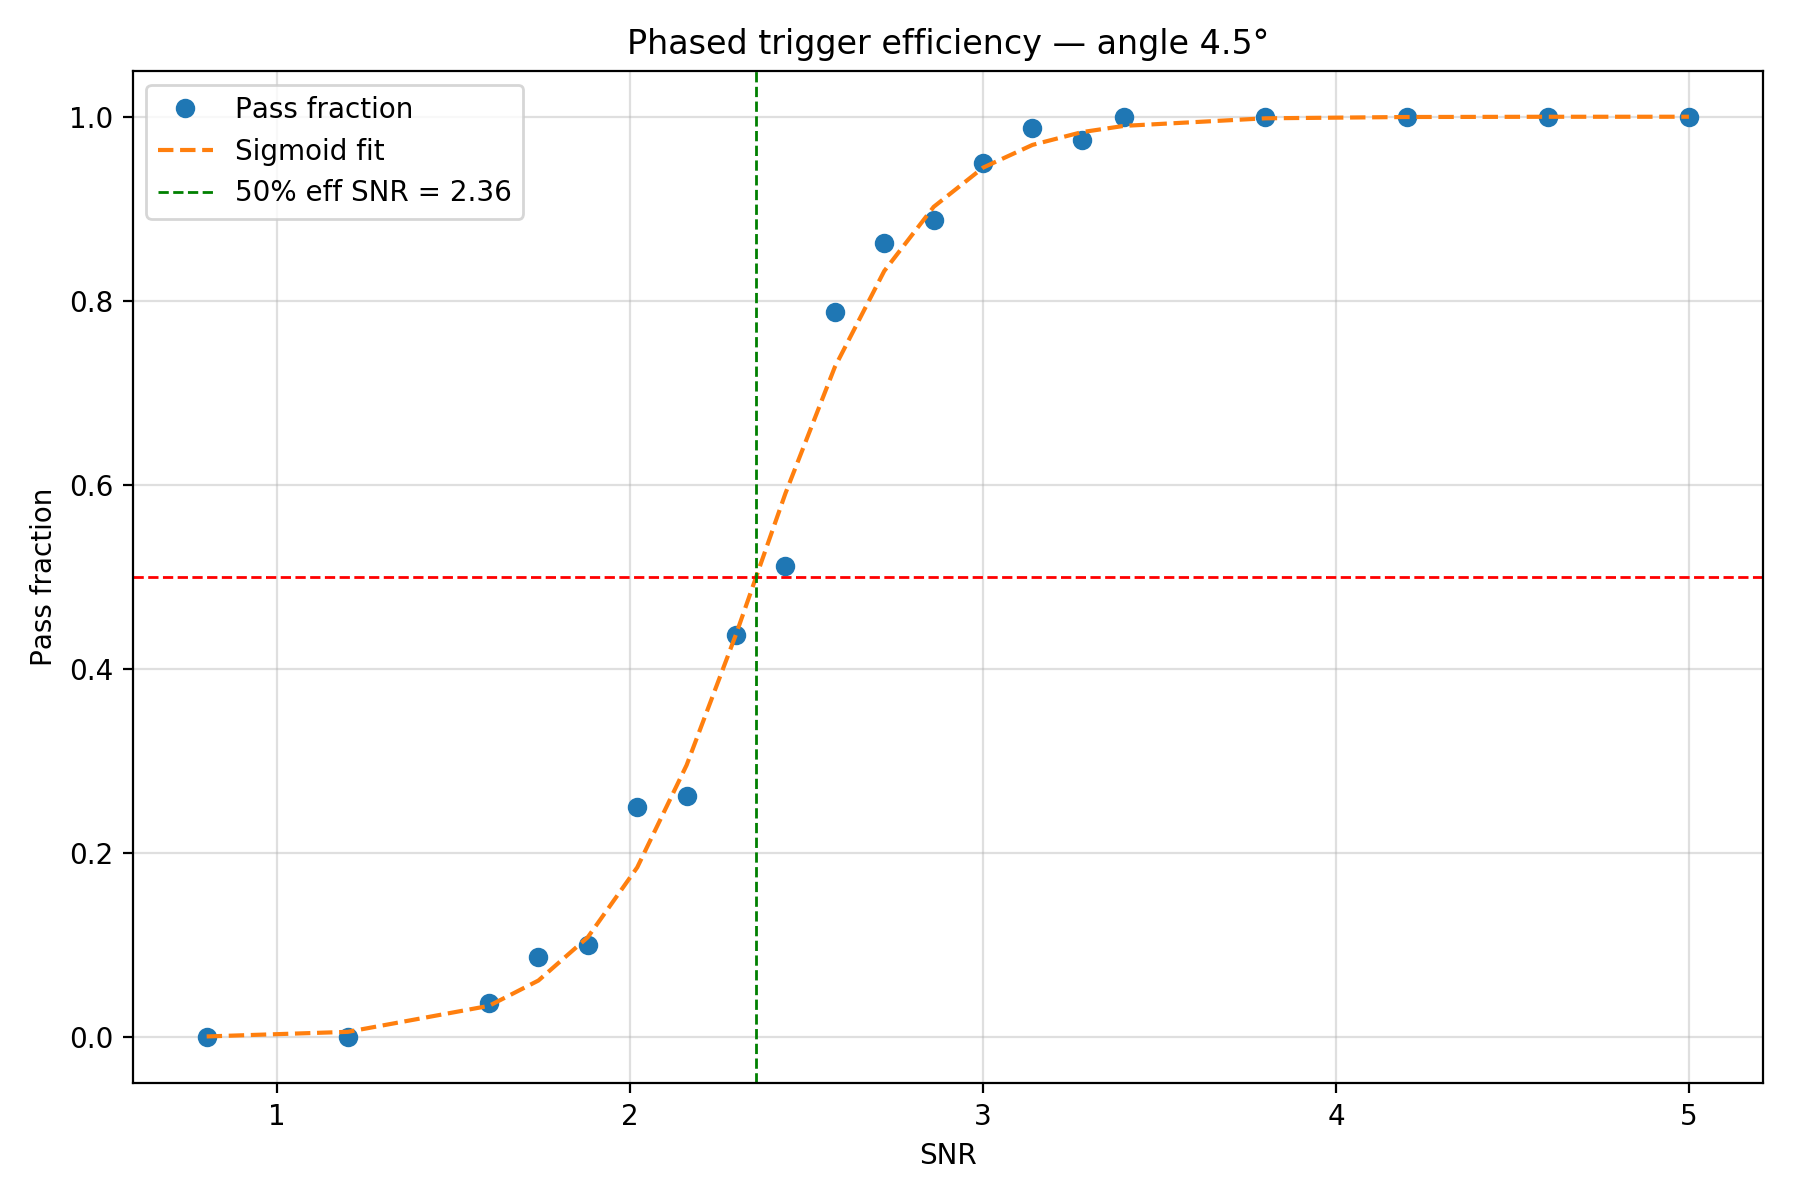 Phased trigger efficiency — angle 4.5°
Pass fraction
Sigmoid fit
50% eff SNR = 2.36
1.0
0.8
0.6
0.4
0.2
0.0
Pass fraction
1 2 3 4 5
SNR